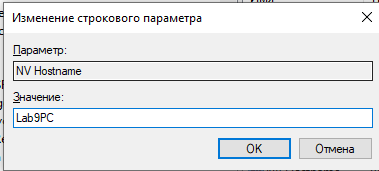 Изменение строкового параметра
Параметр:
NV Hostname
Значение:
Lab9PC
OK
Отмена